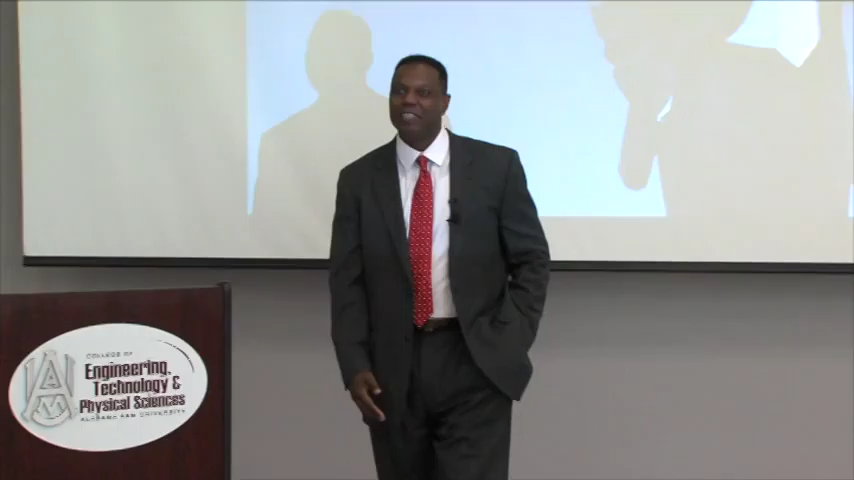 COLLEGE OF
Engineering,
Technology &
Physical Sciences
ALABAMA A&M UNIVERSITY